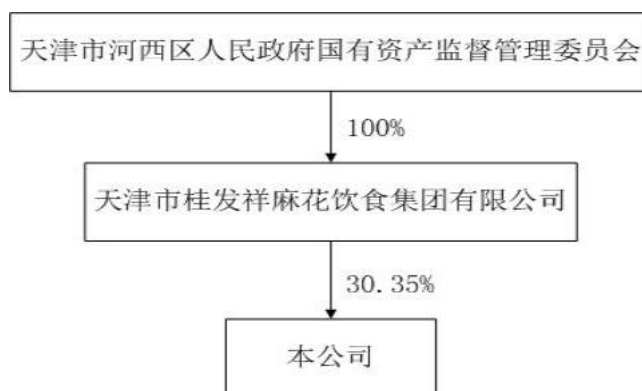 天津市河西区人民政府国有资产监督管理委员会
100%
天津市桂发祥麻花饮食集团有限公司
30.35%
本公司